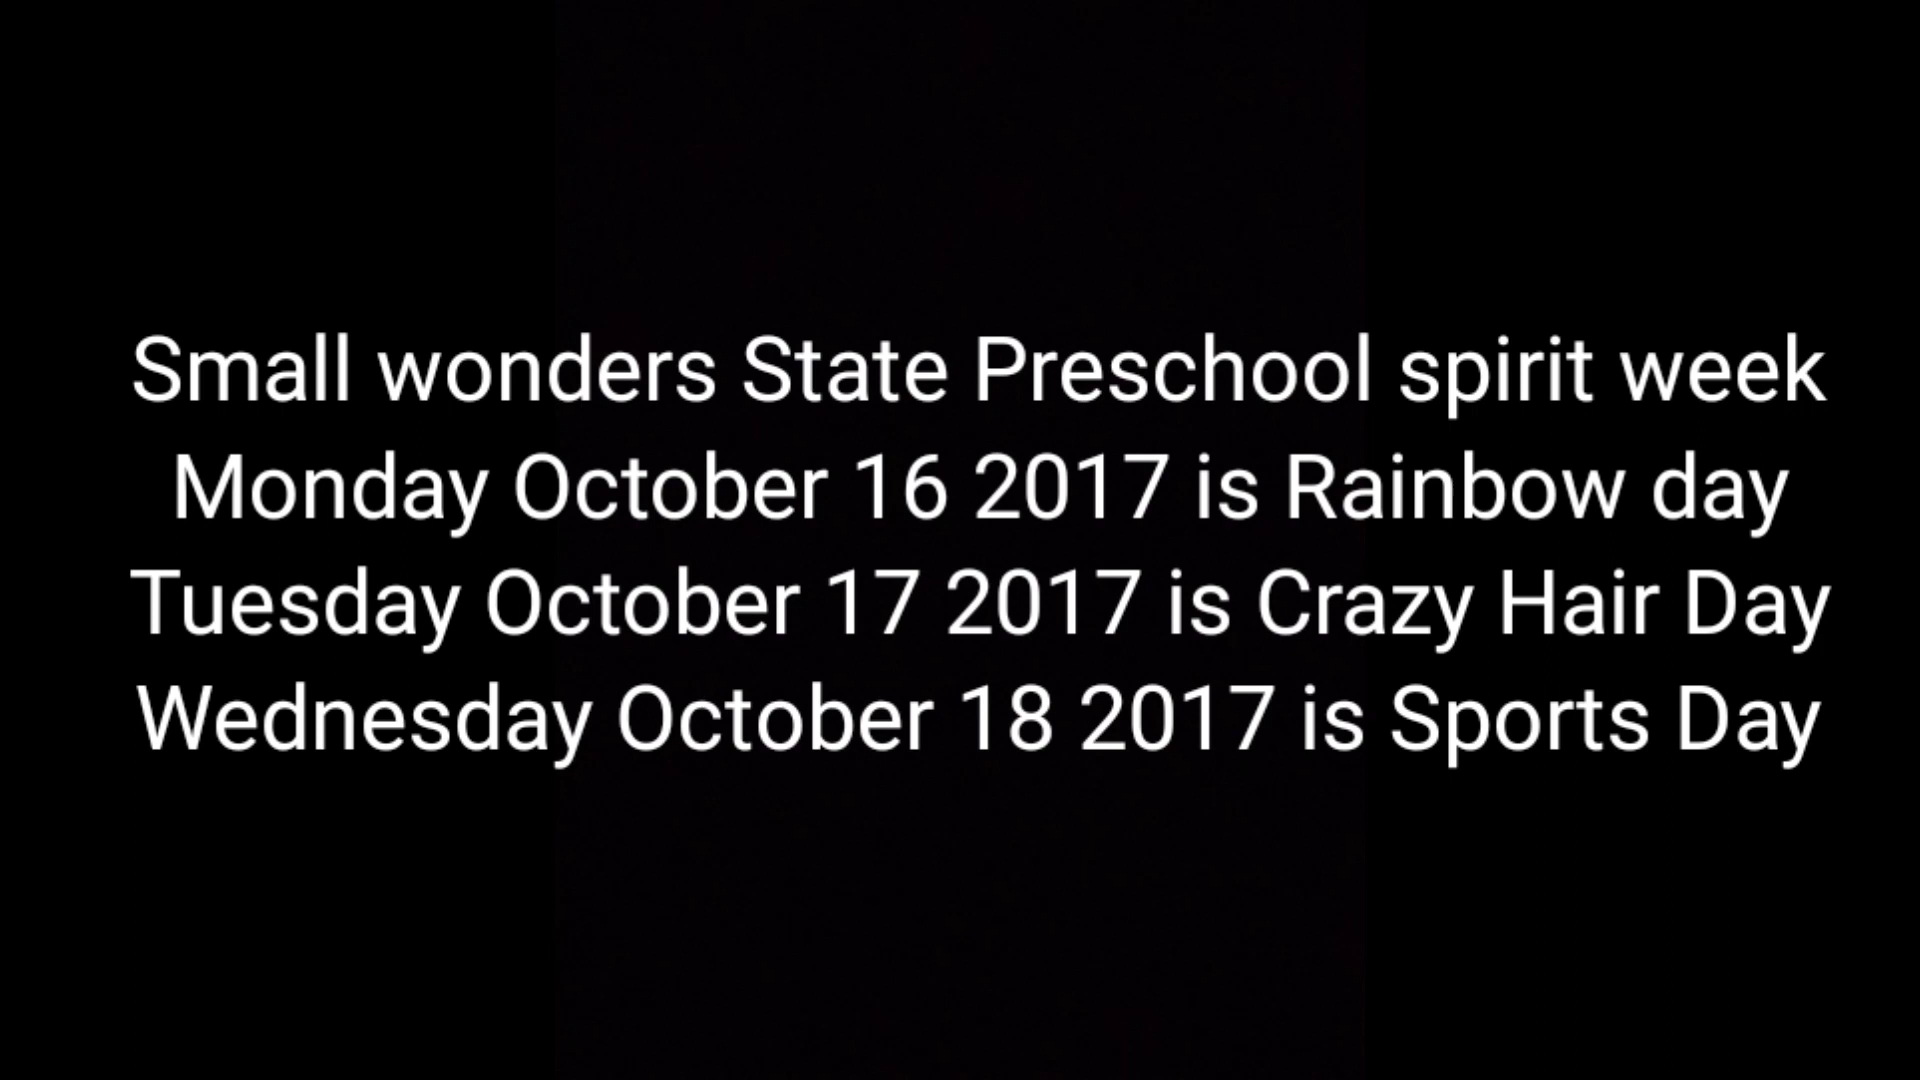 Small wonders State Preschool spirit week
Monday October 16 2017 is Rainbow day
Tuesday October 17 2017 is Crazy Hair Day
Wednesday October 18 2017 is Sports Day